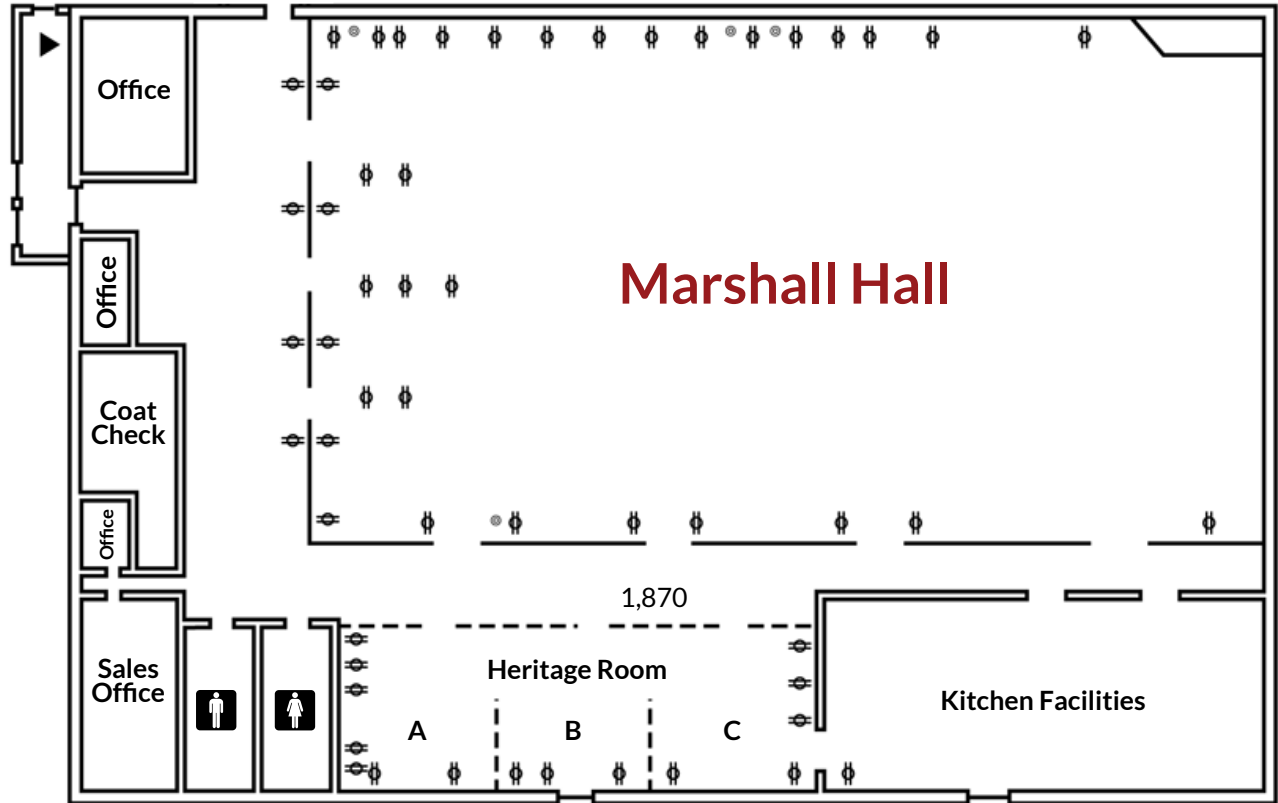 Office
Marshall Hall
Office
Coat
Check
Office
1,870
Sales
Office
Heritage Room
Kitchen Facilities
A
B
C